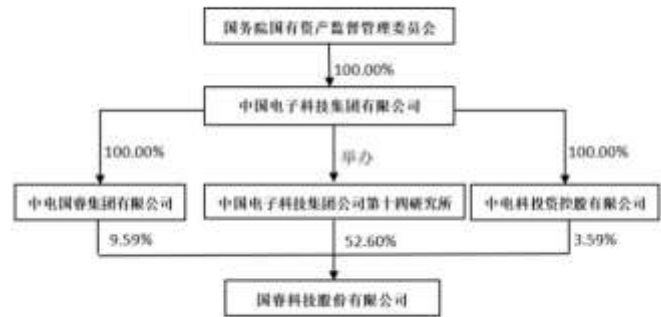 国务院国有资产监督管理委员会
100.00%
中国电子科技集团有限公司
100.00%
举办
100.00%
中电国睿集团有限公司
中国电子科技集团公司第十四研究所
中电科投资控股有限公司
9.59%
52.60%
3.59%
国睿科技股份有限公司